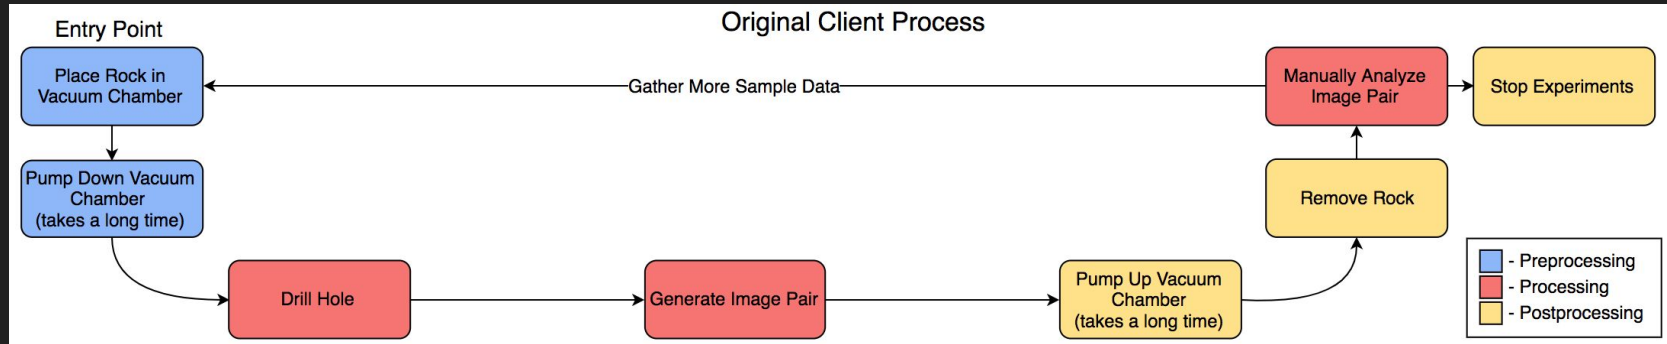 Original Client Process
Entry Point
Place Rock in
Vacuum Chamber
Gather More Sample Data
Manually Analyze
Image Pair
Stop Experiments
Pump Down Vacuum
Chamber
(takes a long time)
Remove Rock
Drill Hole
Generate Image Pair
Pump Up Vacuum
Chamber
(takes a long time)
- Preprocessing
- Processing
- Postprocessing